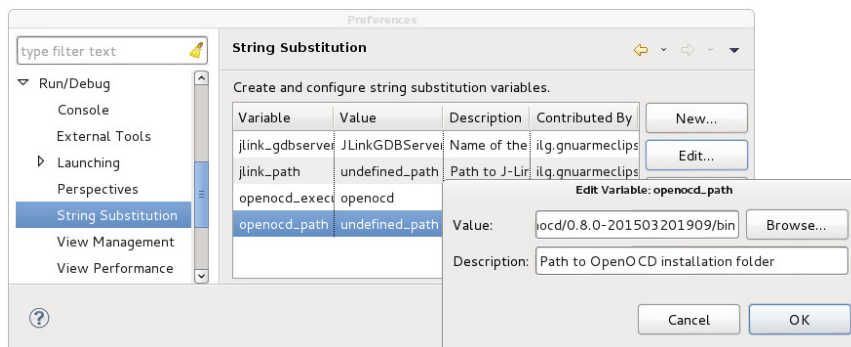 Preferences
type filter text
String Substitution
Run/Debug
Console
External Tools
Launching
Perspectives
String Substitution
View Management
View Performance
Create and configure string substitution variables.
Variable Value Description Contributed By
jlink_gdbserver JLinkGDBServer Name of the ilg.gnuarmeclips
jlink_path undefined_path Path to J-Lin ilg.gnuarmeclips
openocd_execu openocd
openocd_path undefined_path
New...
Edit...
Edit Variable: openocd_path
Value: ocd/0.8.0-201503201909/bin Browse...
Description: Path to OpenOCD installation folder
Cancel OK